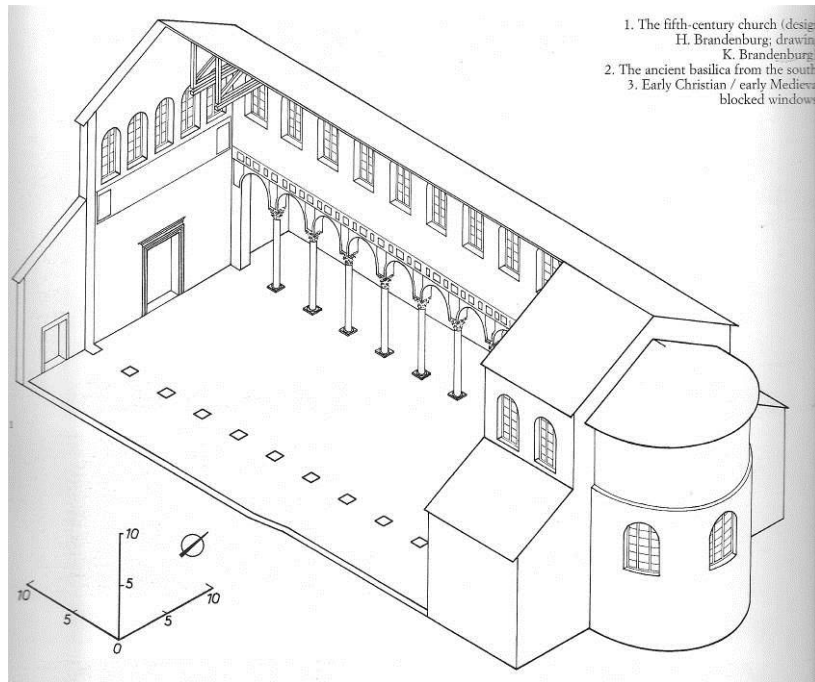 1. The fifth-century church (desig
H. Brandenburg; drawin
K. Brandenburg
2. The ancient basilica from the south
3. Early Christian / early Medieva
blocked windows
10
5
10
5
0
5
10